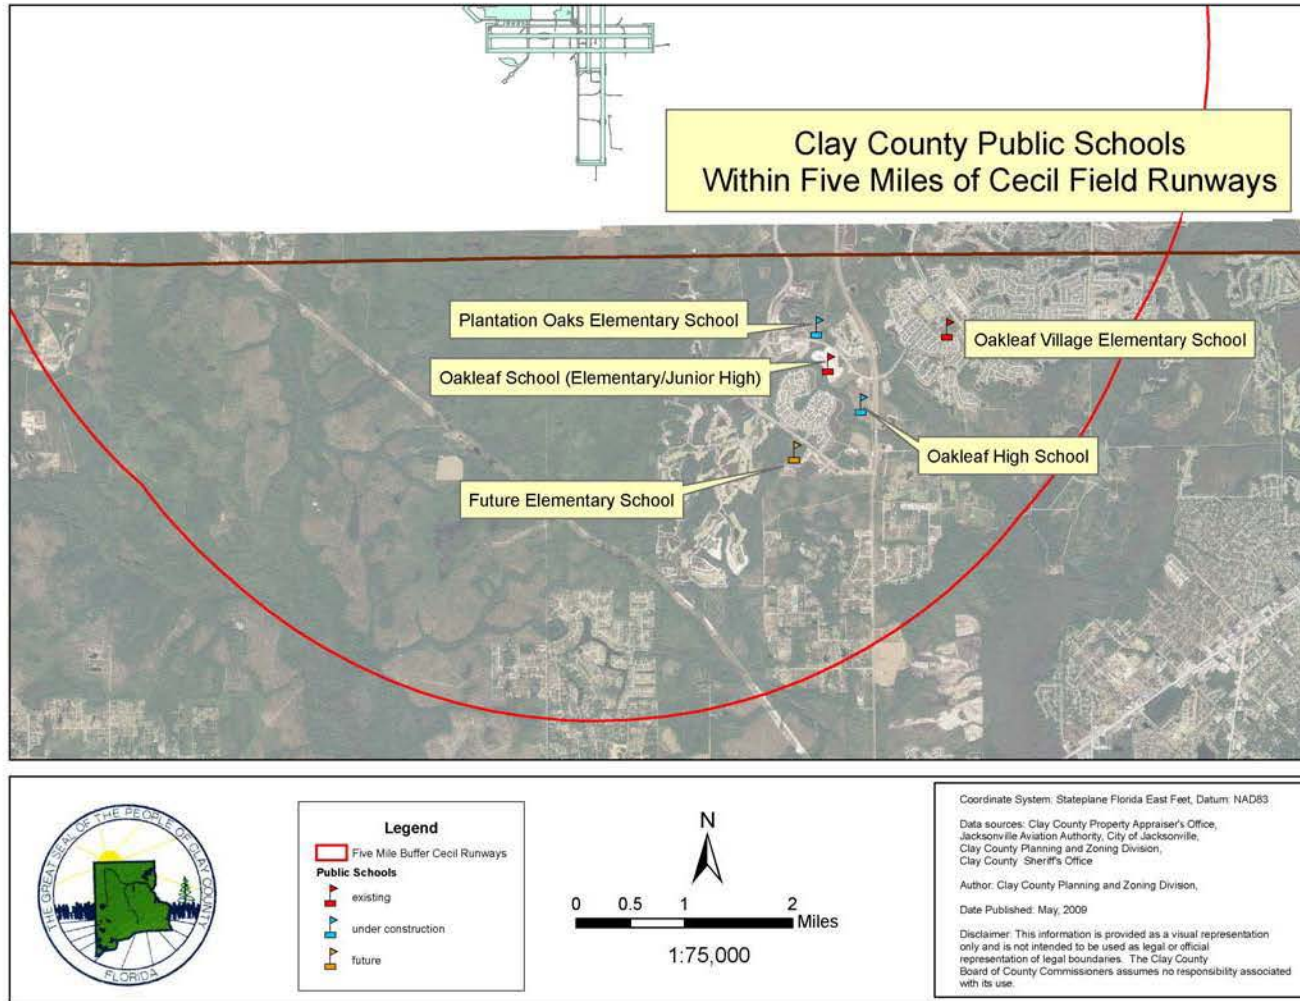 Clay County Public Schools
Within Five Miles of Cecil Field Runways
Plantation Oaks Elementary School
Oakleaf Village Elementary School
Oakleaf School (Elementary/Junior High)
Oakleaf High School
Future Elementary School
THE GREAT SEAL OF THE PEOPLE OF CLAY COUNTY
FLORIDA
Legend
Five Mile Buffer Cecil Runways
Public Schools
existing
under construction
future
N
0 0.5 1 2
Miles
1:75,000
Coordinate System: Stateplane Florida East Feet, Datum: NAD83
Data sources: Clay County Property Appraiser's Office,
Jacksonville Aviation Authority, City of Jacksonville,
Clay County Planning and Zoning Division,
Clay County Sheriff's Office
Author: Clay County Planning and Zoning Division,
Date Published: May, 2009
Disclaimer: This information is provided as a visual representation
only and is not intended to be used as legal or official
representation of legal boundaries. The Clay County
Board of County Commissioners assumes no responsibility associated
with its use.